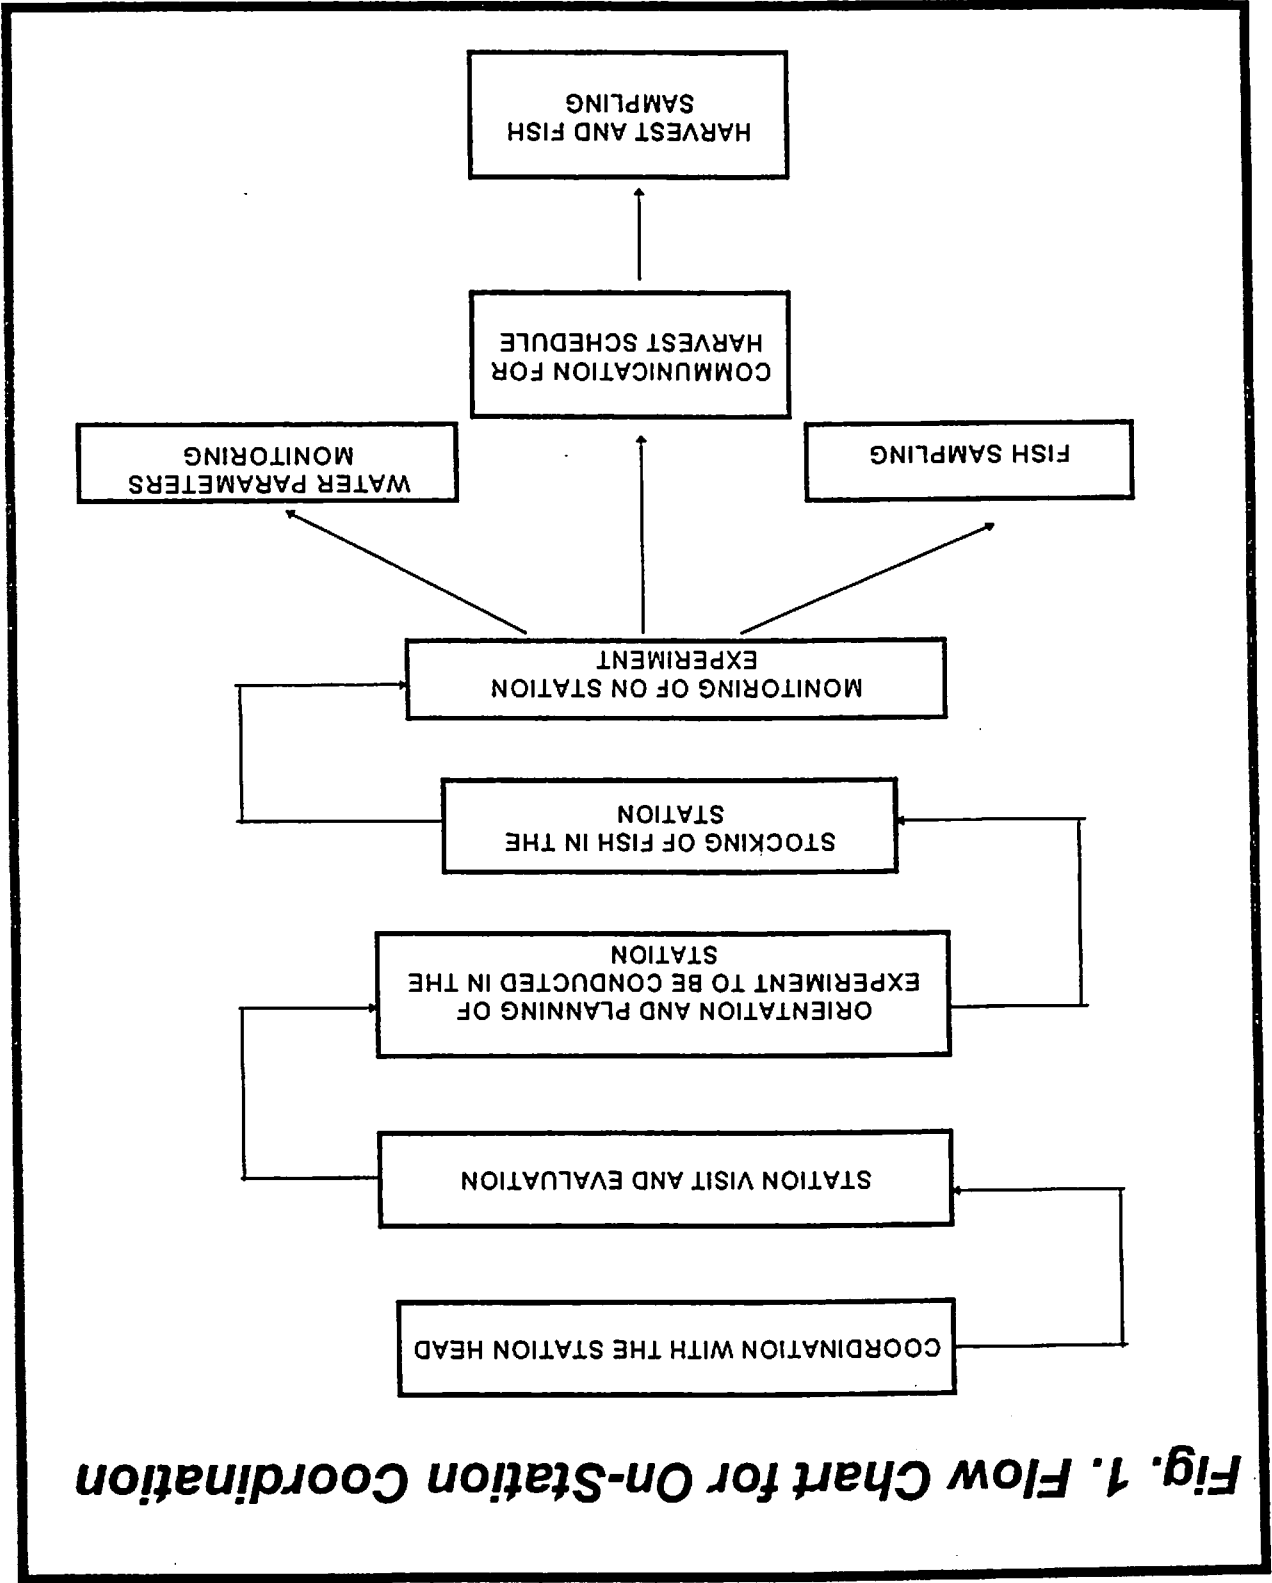 Fig. 1. Flow Chart for On-Station Coordination
COORDINATION WITH THE STATION HEAD
STATION VISIT AND EVALUATION
ORIENTATION AND PLANNING OF
EXPERIMENT TO BE CONDUCTED IN THE
STATION
STOCKING OF FISH IN THE
STATION
MONITORING OF ON STATION
EXPERIMENT
FISH SAMPLING
COMMUNICATION FOR
HARVEST SCHEDULE
WATER PARAMETERS
MONITORING
HARVEST AND FISH
SAMPLING